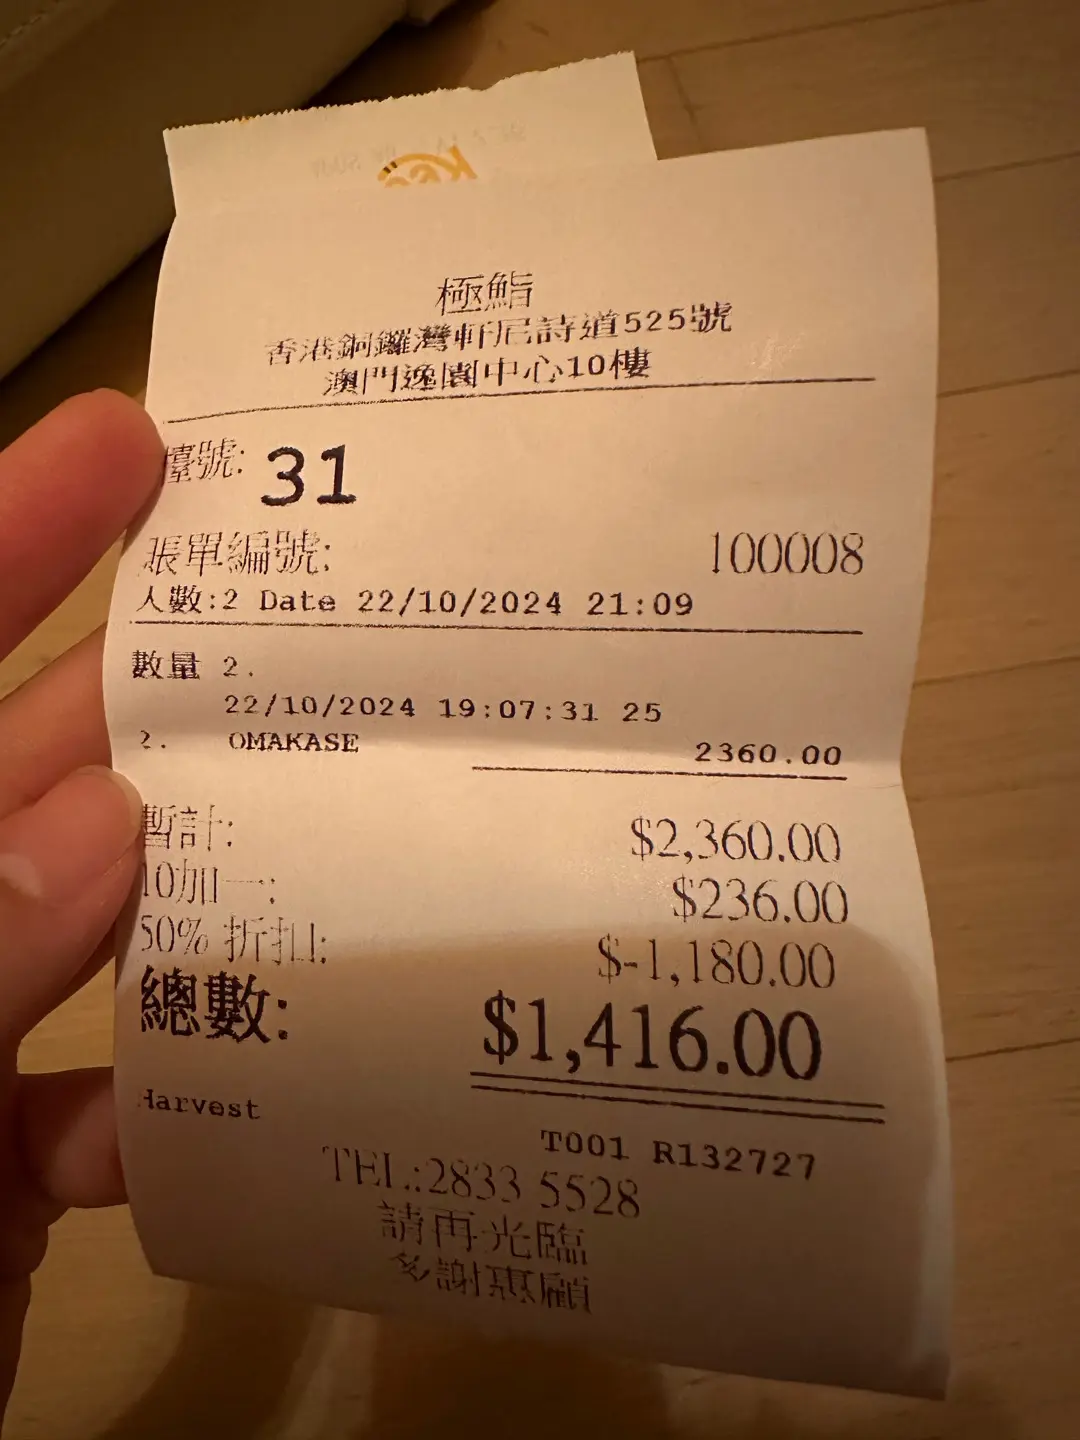 極鮨
香港銅鑼灣軒尼詩道525號
澳門逸園中心10樓
檯號: 31
賬單編號: 100008
人數:2 Date 22/10/2024 21:09
數量 2.
22/10/2024 19:07:31 25
2. OMAKASE 2360.00
暫計: $2,360.00
10加一: $236.00
50% 折扣: $-1,180.00
總數: $1,416.00
Harvest
T001 R132727
TEL:2833 5528
請再光臨
多謝惠顧